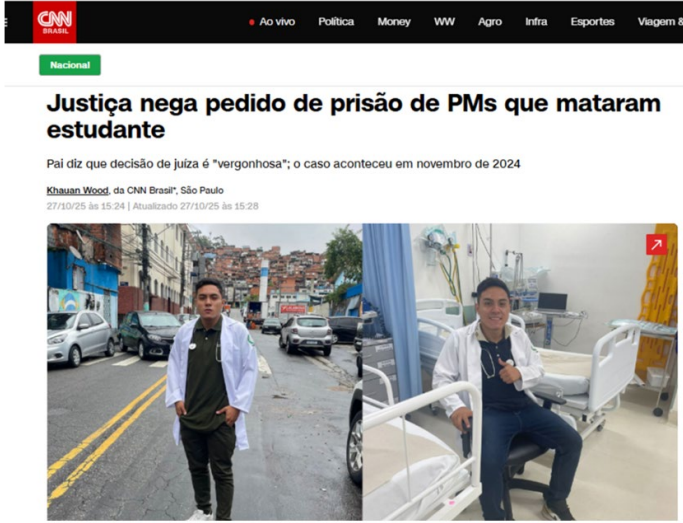 CNN
BRASIL
Ao vivo Política Money WW Agro Infra Esportes Viagem &
Nacional
Justiça nega pedido de prisão de PMs que mataram
estudante
Pai diz que decisão de juíza é "vergonhosa"; o caso aconteceu em novembro de 2024
Khauan Wood, da CNN Brasil*, São Paulo
27/10/25 às 15:24 | Atualizado 27/10/25 às 15:28